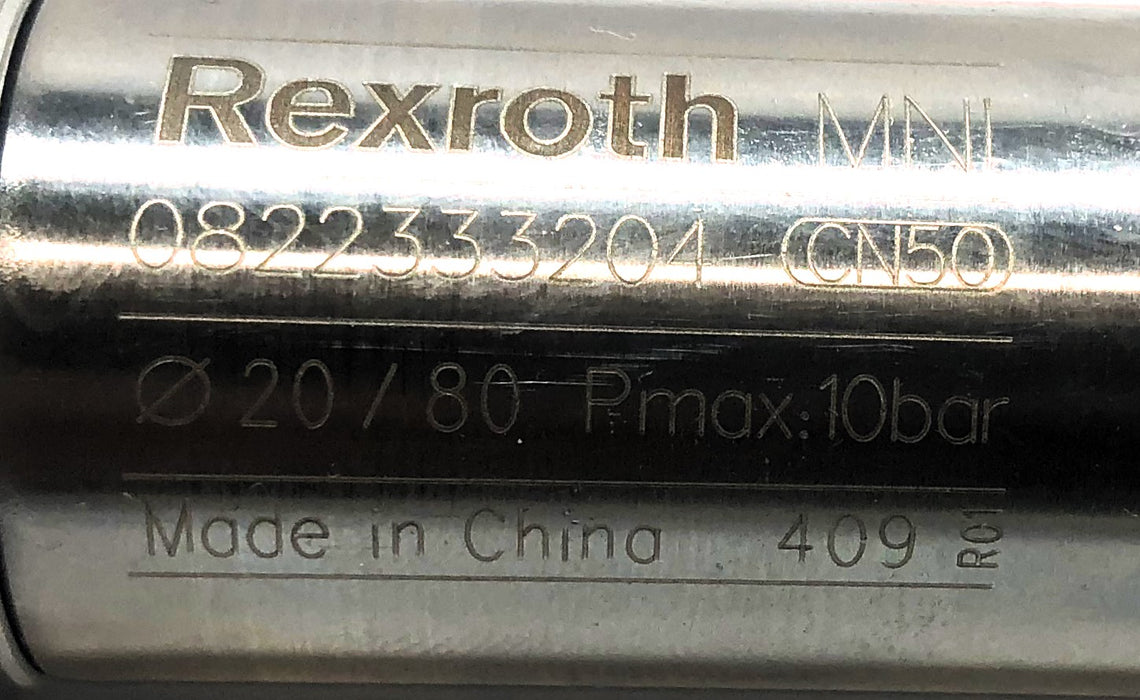 Rexroth MNI
0822333204 CN50
Ø 20 / 80 Pmax:10bar
Made in China 409 R01